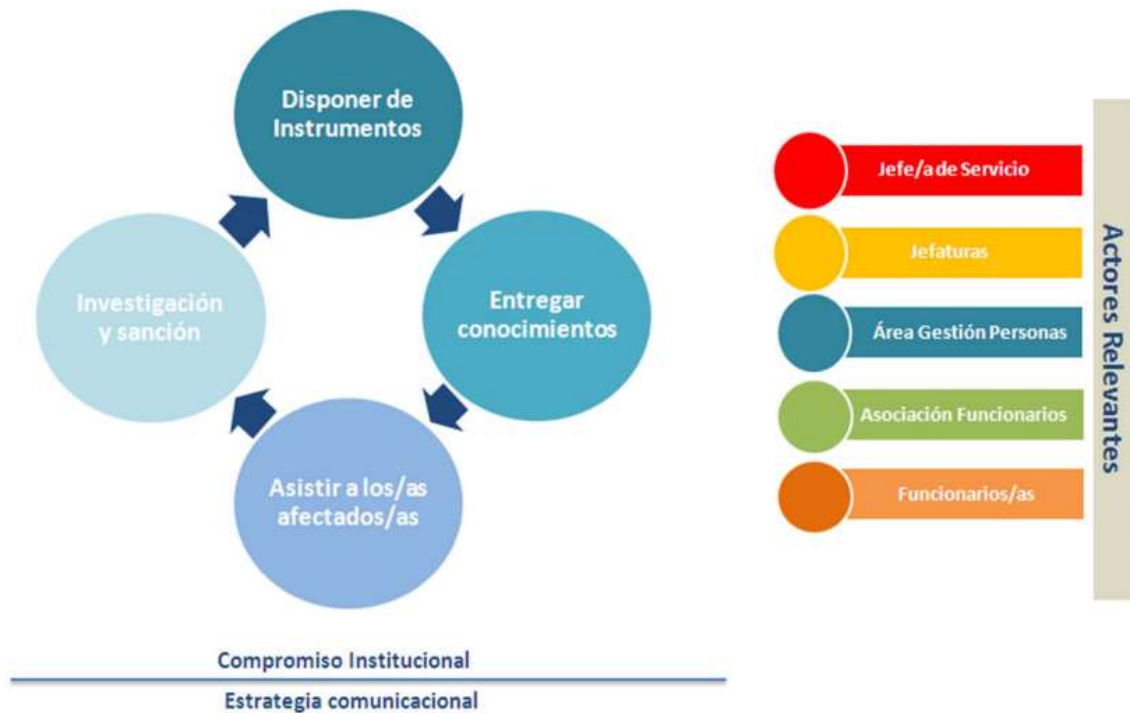 Disponer de
Instrumentos
Entregar
conocimientos
Asistir a los/as
afectados/as
Investigación
y sanción
Compromiso Institucional
Estrategia comunicacional
Jefe/a de Servicio
Jefaturas
Área Gestión Personas
Asociación Funcionarios
Funcionarios/as
Actores Relevantes